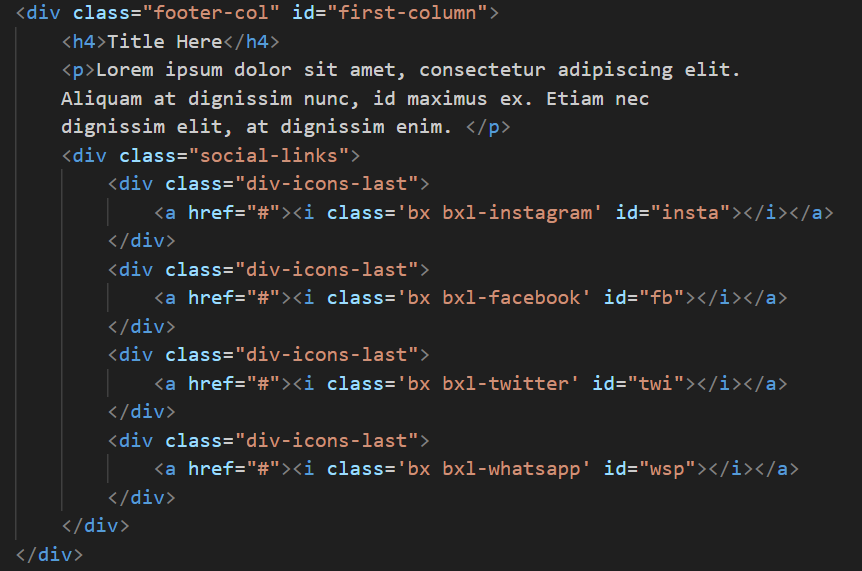 <div class="footer-col" id="first-column">
    <h4>Title Here</h4>
    <p>Lorem ipsum dolor sit amet, consectetur adipiscing elit.
    Aliquam at dignissim nunc, id maximus ex. Etiam nec
    dignissim elit, at dignissim enim. </p>
    <div class="social-links">
        <div class="div-icons-last">
            <a href="#"><i class='bx bxl-instagram' id="insta"></i></a>
        </div>
        <div class="div-icons-last">
            <a href="#"><i class='bx bxl-facebook' id="fb"></i></a>
        </div>
        <div class="div-icons-last">
            <a href="#"><i class='bx bxl-twitter' id="twi"></i></a>
        </div>
        <div class="div-icons-last">
            <a href="#"><i class='bx bxl-whatsapp' id="wsp"></i></a>
        </div>
    </div>
</div>